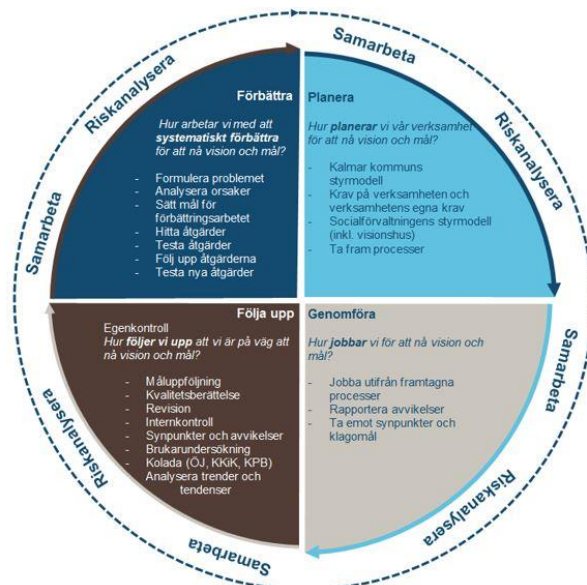 Samarbeta
Riskanalysera
Samarbeta
Riskanalysera
Samarbeta
Riskanalysera
Samarbeta
Riskanalysera
Förbättra
Hur arbetar vi med att
systematiskt förbättra
för att nå vision och mål?
- Formulera problemet
- Analysera orsaker
- Sätt mål för
förbättringsarbetet
- Hitta åtgärder
- Testa åtgärder
- Följ upp åtgärderna
- Testa nya åtgärder
Planera
Hur planerar vi vår verksamhet
för att nå vision och mål?
- Kalmar kommuns
styrmodell
- Krav på verksamheten och
verksamhetens egna krav
- Socialförvaltningens styrmodell
(inkl. visionshus)
- Ta fram processer
Följa upp
Egenkontroll
Hur följer vi upp att vi är på väg att
nå vision och mål?
- Måluppföljning
- Kvalitetsberättelse
- Revision
- Internkontroll
- Synpunkter och avvikelser
- Brukarundersökning
- Kolada (ÖJ, KKiK, KPB)
- Analysera trender och
tendenser
Genomföra
Hur jobbar vi för att nå vision och
mål?
- Jobba utifrån framtagna
processer
- Rapportera avvikelser
- Ta emot synpunkter och
klagomål